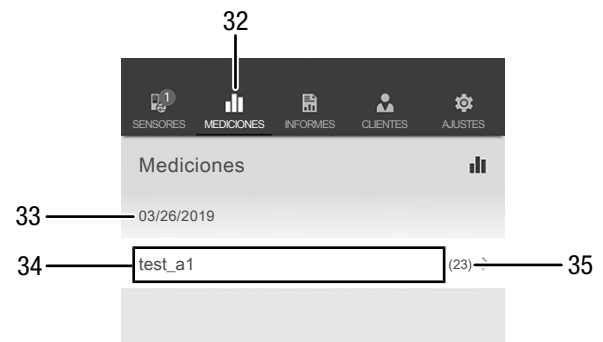 32
1
SENSORES MEDICIONES INFORMES CLIENTES AJUSTES
Mediciones
33 03/26/2019
34 test_a1 (23) 35